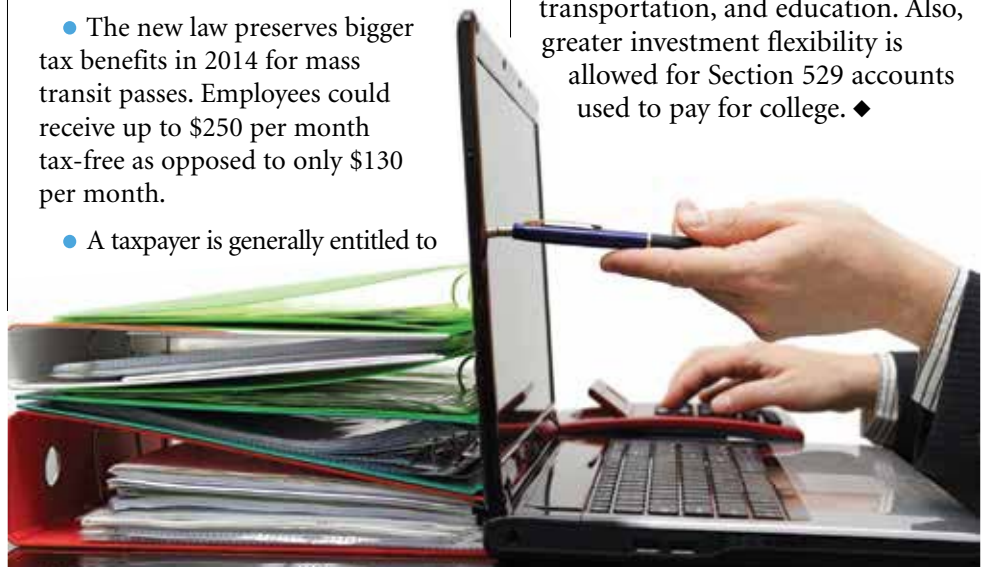 ● The new law preserves bigger
tax benefits in 2014 for mass
transit passes. Employees could
receive up to $250 per month
tax-free as opposed to only $130
per month.
● A taxpayer is generally entitled to
transportation, and education. Also,
greater investment flexibility is
allowed for Section 529 accounts
used to pay for college. ◆